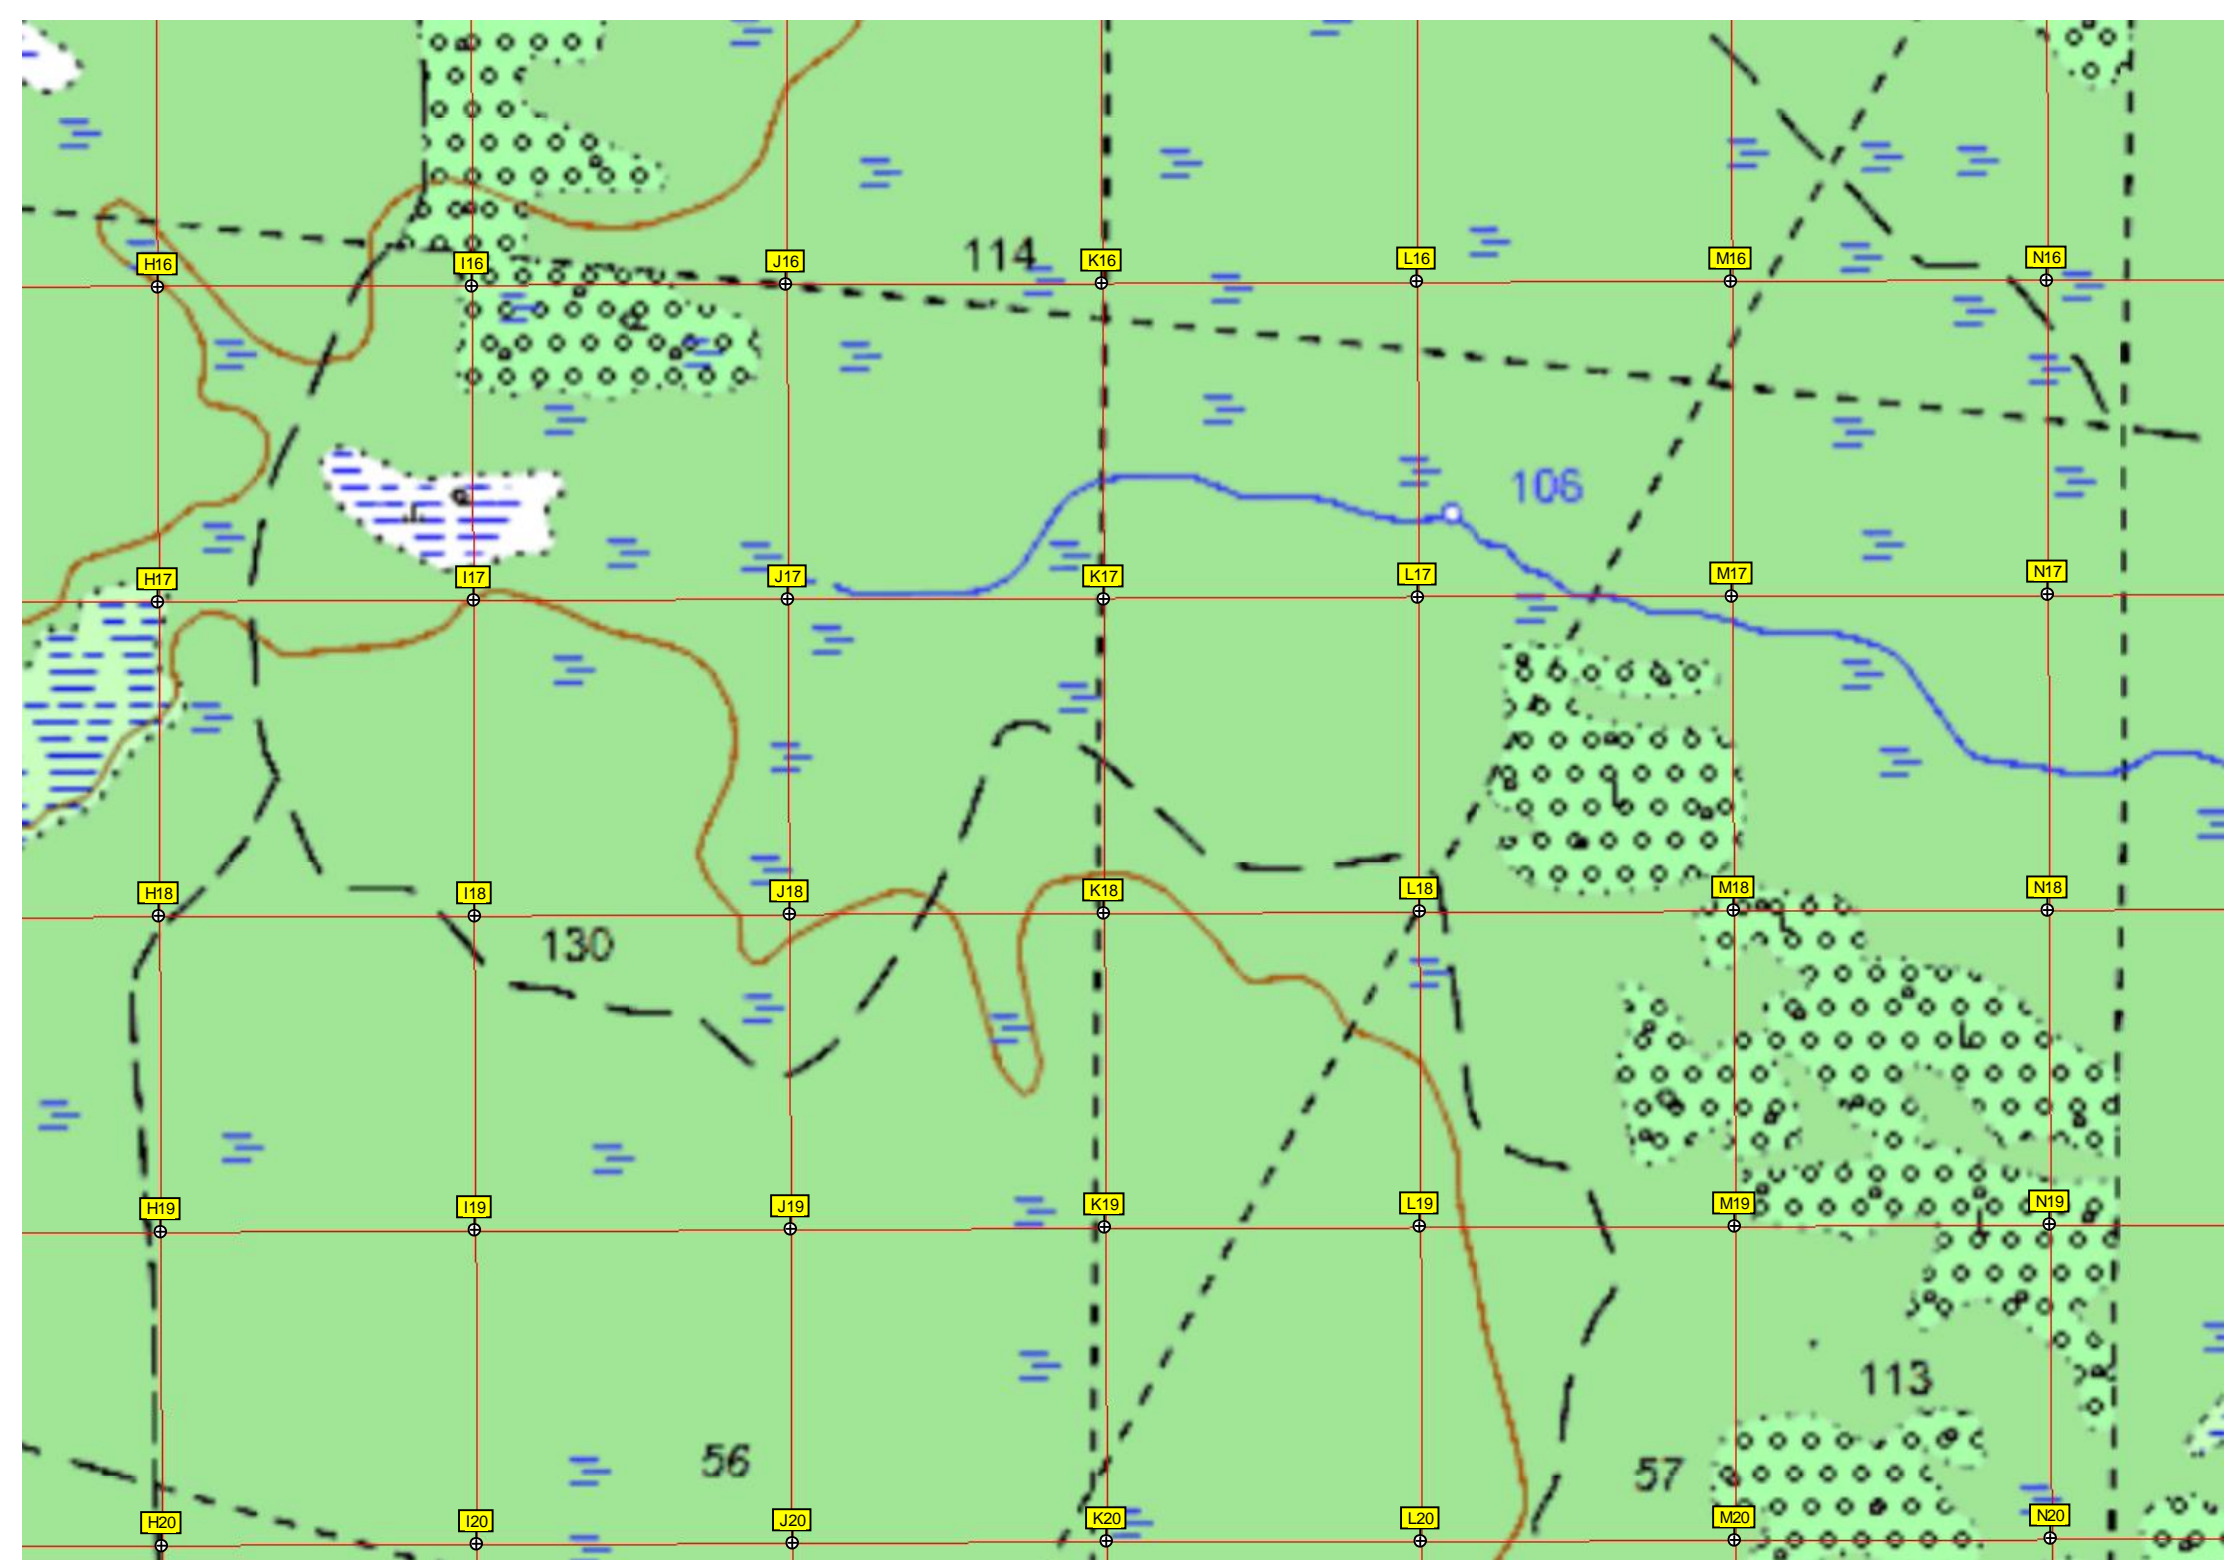 114
H16 I16 J16 K16 L16 M16 N16
106
H17 I17 J17 K17 L17 M17 N17
H18 I18 J18 K18 L18 M18 N18
130
H19 I19 J19 K19 L19 M19 N19
113
56 57
H20 I20 J20 K20 L20 M20 N20